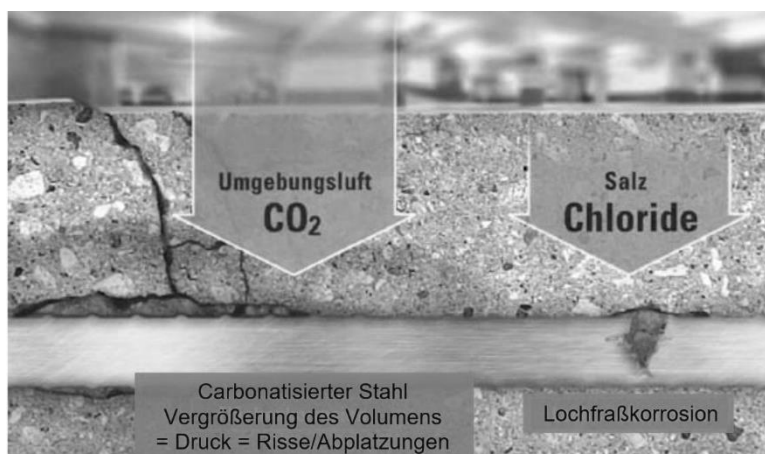 Umgebungsluft
CO₂
Salz
Chloride
Carbonatisierter Stahl
Vergrößerung des Volumens
= Druck = Risse/Abplatzungen
Lochfraßkorrosion